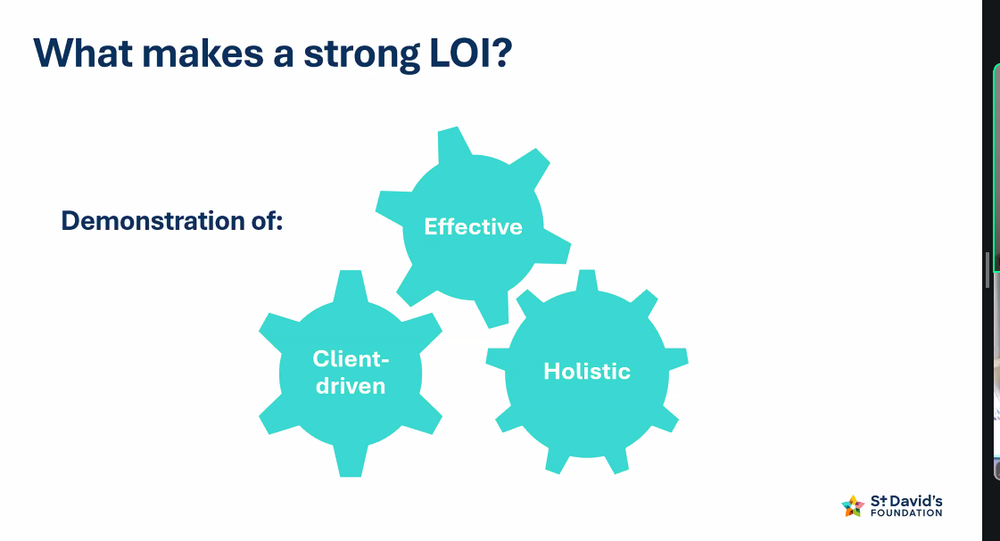 What makes a strong LOI?
Demonstration of:
Effective
Client-
driven
Holistic
St David's
FOUNDATION